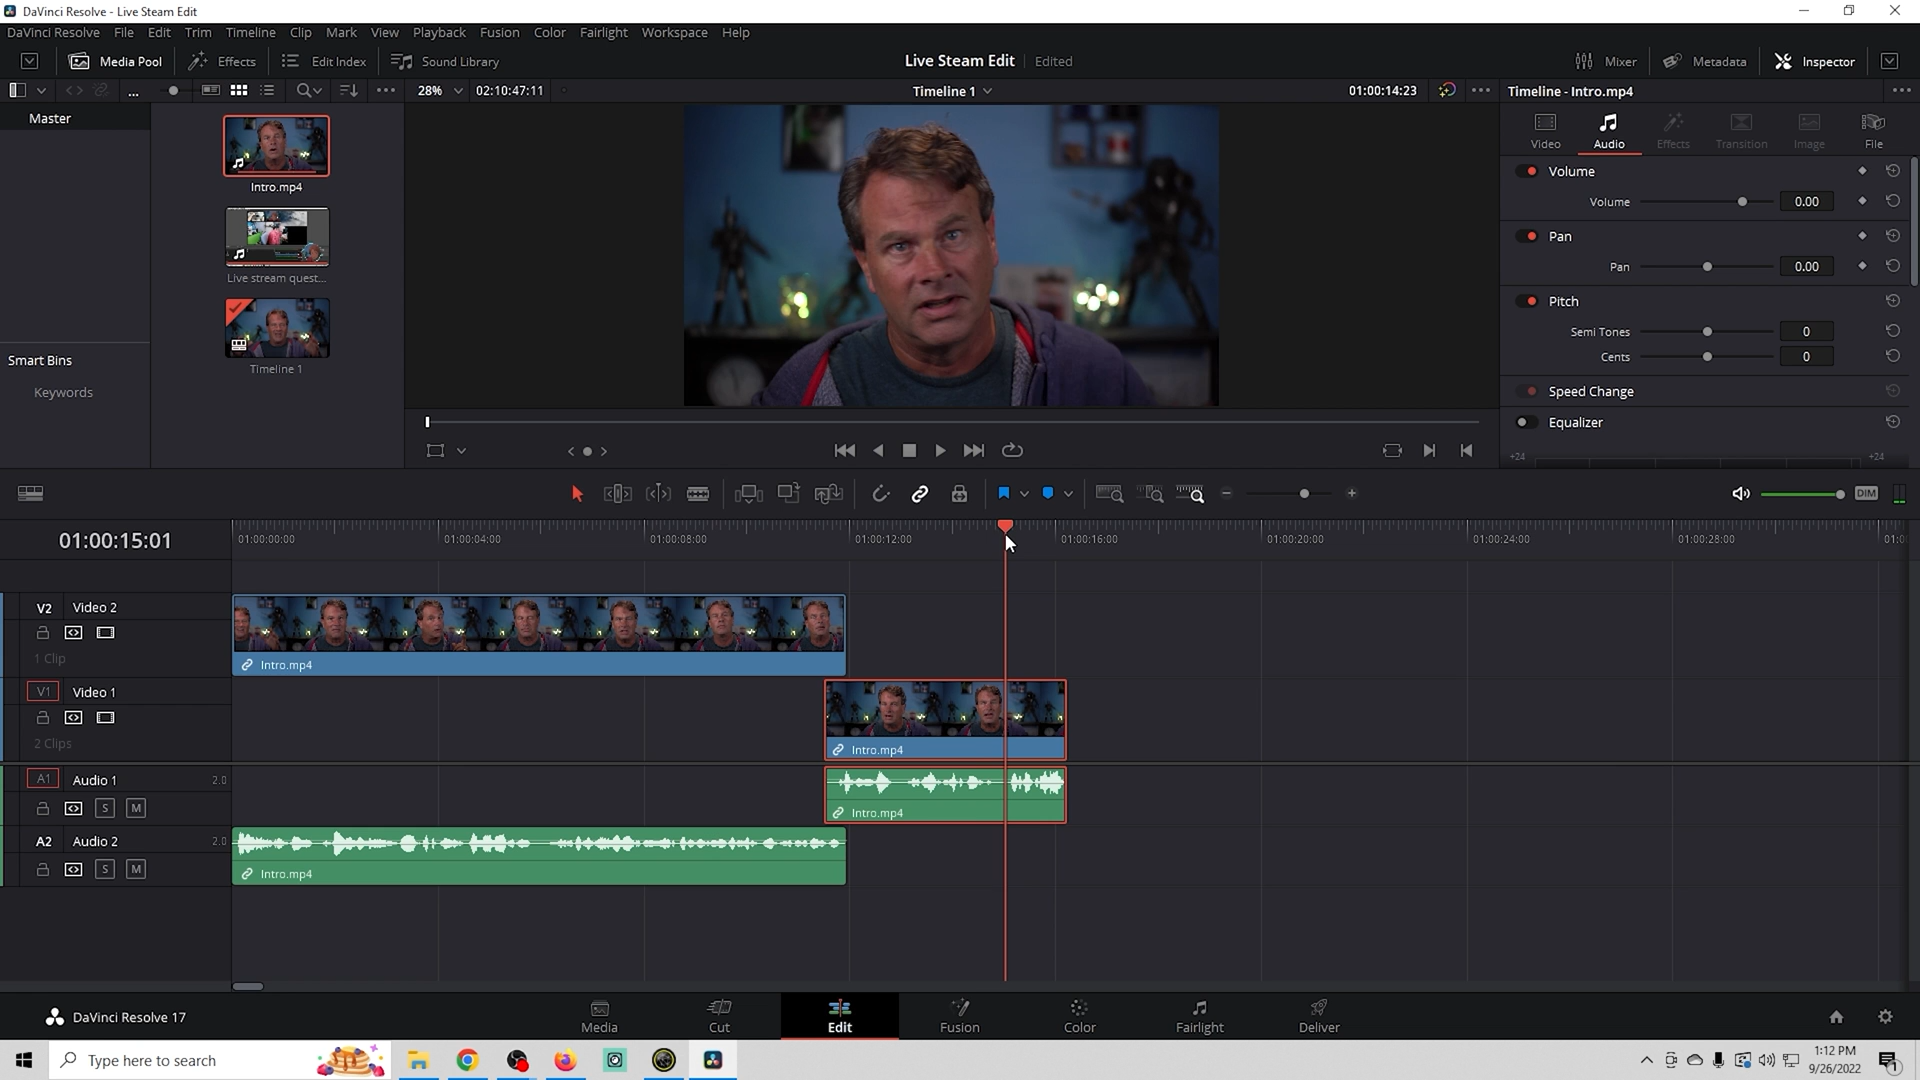 DaVinci Resolve - Live Steam Edit
DaVinci Resolve File Edit Trim Timeline Clip Mark View Playback Fusion Color Fairlight Workspace Help
Media Pool Effects Edit Index Sound Library Live Steam Edit Edited Mixer Metadata Inspector
... 28% 02:10:47:11 Timeline 1 01:00:14:23 Timeline - Intro.mp4
Master
Intro.mp4
Live stream quest...
Timeline 1
Smart Bins
Keywords
Video Audio Effects Transition Image File
Volume
Volume 0.00
Pan
Pan 0.00
Pitch
Semi Tones 0
Cents 0
Speed Change
Equalizer
+24 +24
DIM
01:00:15:01 01:00:00:00 01:00:04:00 01:00:08:00 01:00:12:00 01:00:16:00 01:00:20:00 01:00:24:00 01:00:28:00
V2 Video 2
1 Clip
Intro.mp4
V1 Video 1
2 Clips
Intro.mp4
A1 Audio 1 2.0
S M
Intro.mp4
A2 Audio 2 2.0
S M
Intro.mp4
DaVinci Resolve 17 Media Cut Edit Fusion Color Fairlight Deliver
Type here to search
1:12 PM
9/26/2022